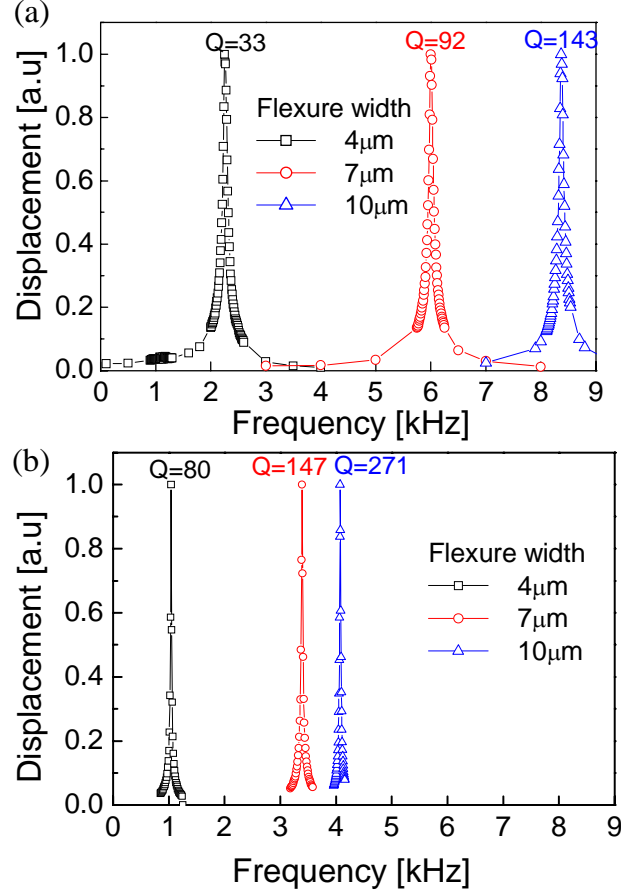 (a)
Q=33 Q=92 Q=143
1.0
0.8
0.6
0.4
0.2
0.0
Displacement [a.u]
Flexure width
4μm
7μm
10μm
0 1 2 3 4 5 6 7 8 9
Frequency [kHz]
(b)
Q=80 Q=147 Q=271
1.0
0.8
0.6
0.4
0.2
0.0
Displacement [a.u]
Flexure width
4μm
7μm
10μm
0 1 2 3 4 5 6 7 8 9
Frequency [kHz]